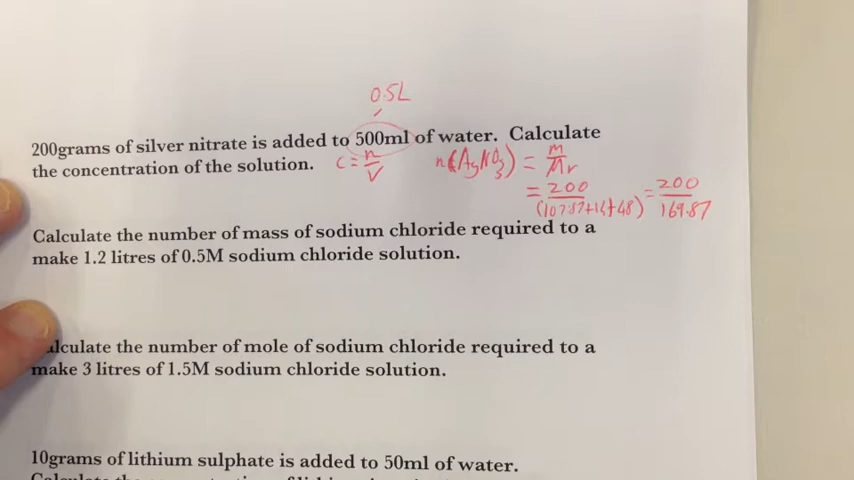 0.5L
200grams of silver nitrate is added to 500ml of water. Calculate
the concentration of the solution.
c = n/V
n(AgNO3) = m/Mr
= 200/(107.87+14+48) = 200/169.87
Calculate the number of mass of sodium chloride required to a
make 1.2 litres of 0.5M sodium chloride solution.
alculate the number of mole of sodium chloride required to a
make 3 litres of 1.5M sodium chloride solution.
10grams of lithium sulphate is added to 50ml of water.